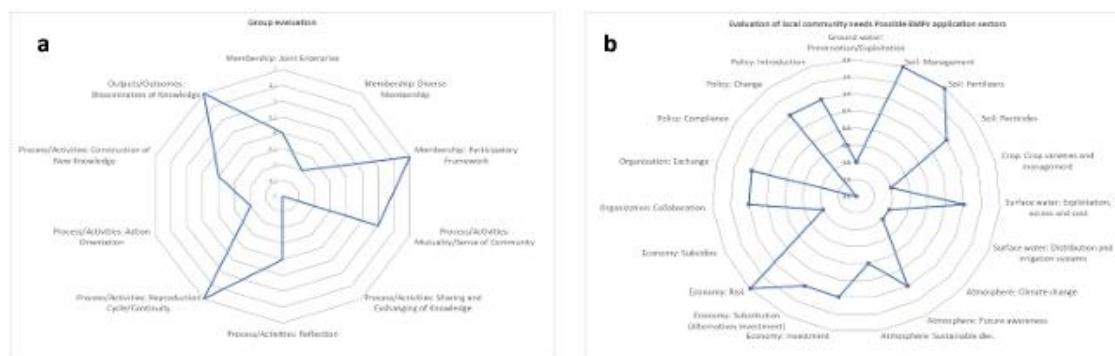 Group evaluation
a
Membership: Joint Enterprise
Membership: Diverse
Membership
Membership: Participatory
Framework
Process/Activities:
Mutuality/Sense of Community
Process/Activities: Sharing and
Exchanging of Knowledge
Process/Activities: Reflection
Process/Activities: Reproduction
Cycle/Continuity
Process/Activities: Action
Orientation
Process/Activities: Construction of
New Knowledge
Outputs/Outcomes:
Dissemination of Knowledge
Evaluation of local community needs Possible BMPs application sectors
b
Ground water:
Preservation/Exploitation
Soil: Management
Soil: Fertilizers
Soil: Pesticides
Crop: Crop varieties and
management
Surface water: Exploitation,
access and cost
Surface water: Distribution and
irrigation systems
Atmosphere: Climate change
Atmosphere: Future awareness
Atmosphere: Sustainable dev.
Economy: Investment
Economy: Substitution
(Alternatives Investment)
Economy: Risk
Economy: Subsidies
Organization: Collaboration
Organization: Exchange
Policy: Compliance
Policy: Change
Policy: Introduction